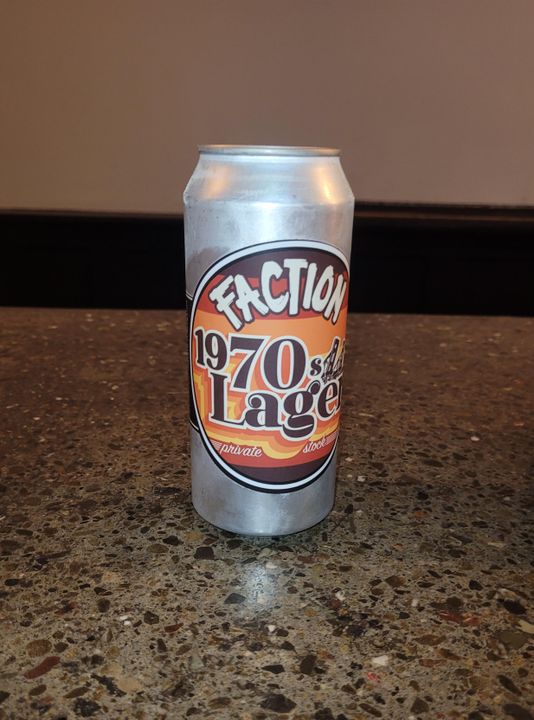 FACTION
1970s
Lager
private stock